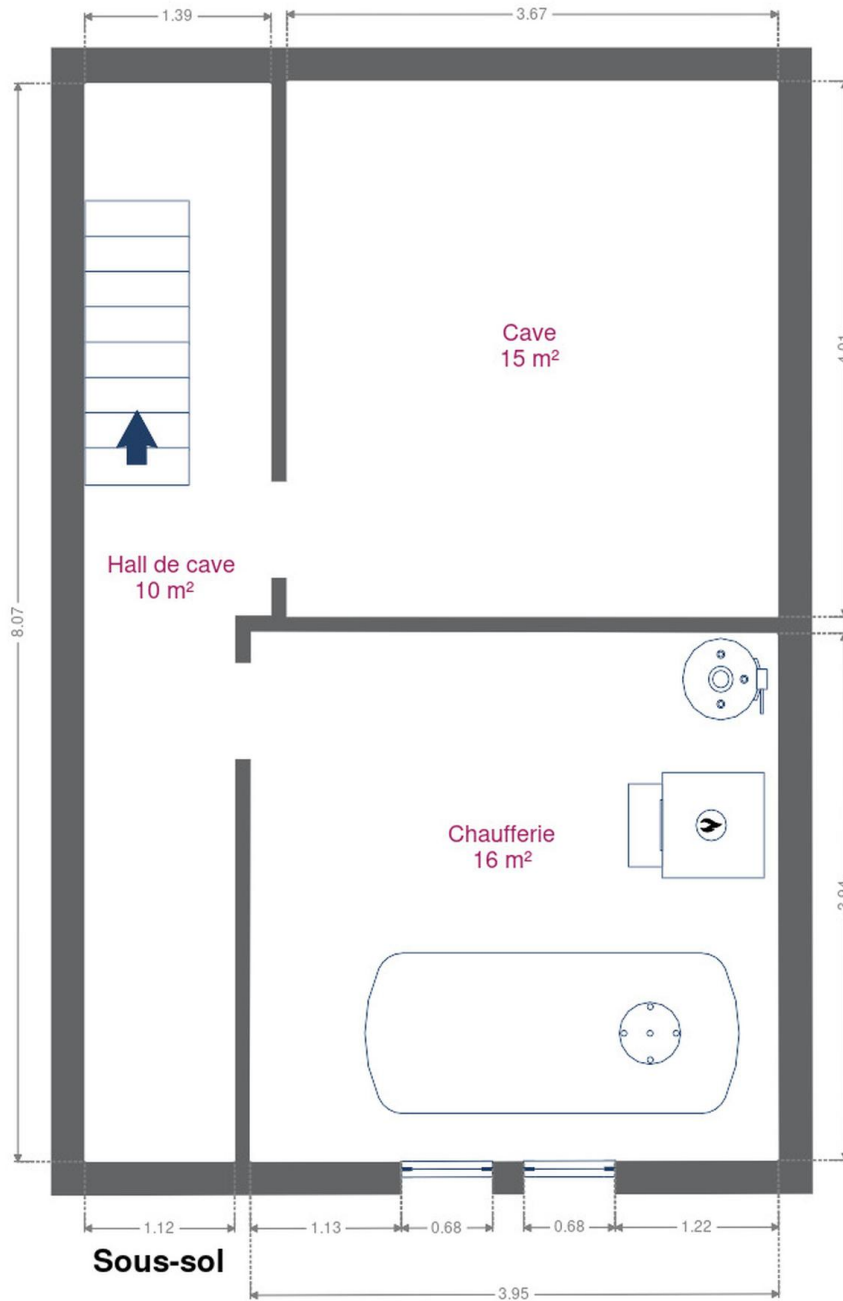 1.39
3.67
Cave
15 m²
Hall de cave
10 m²
8.07
Chaufferie
16 m²
1.12
1.13
0.68
0.68
1.22
Sous-sol
3.95